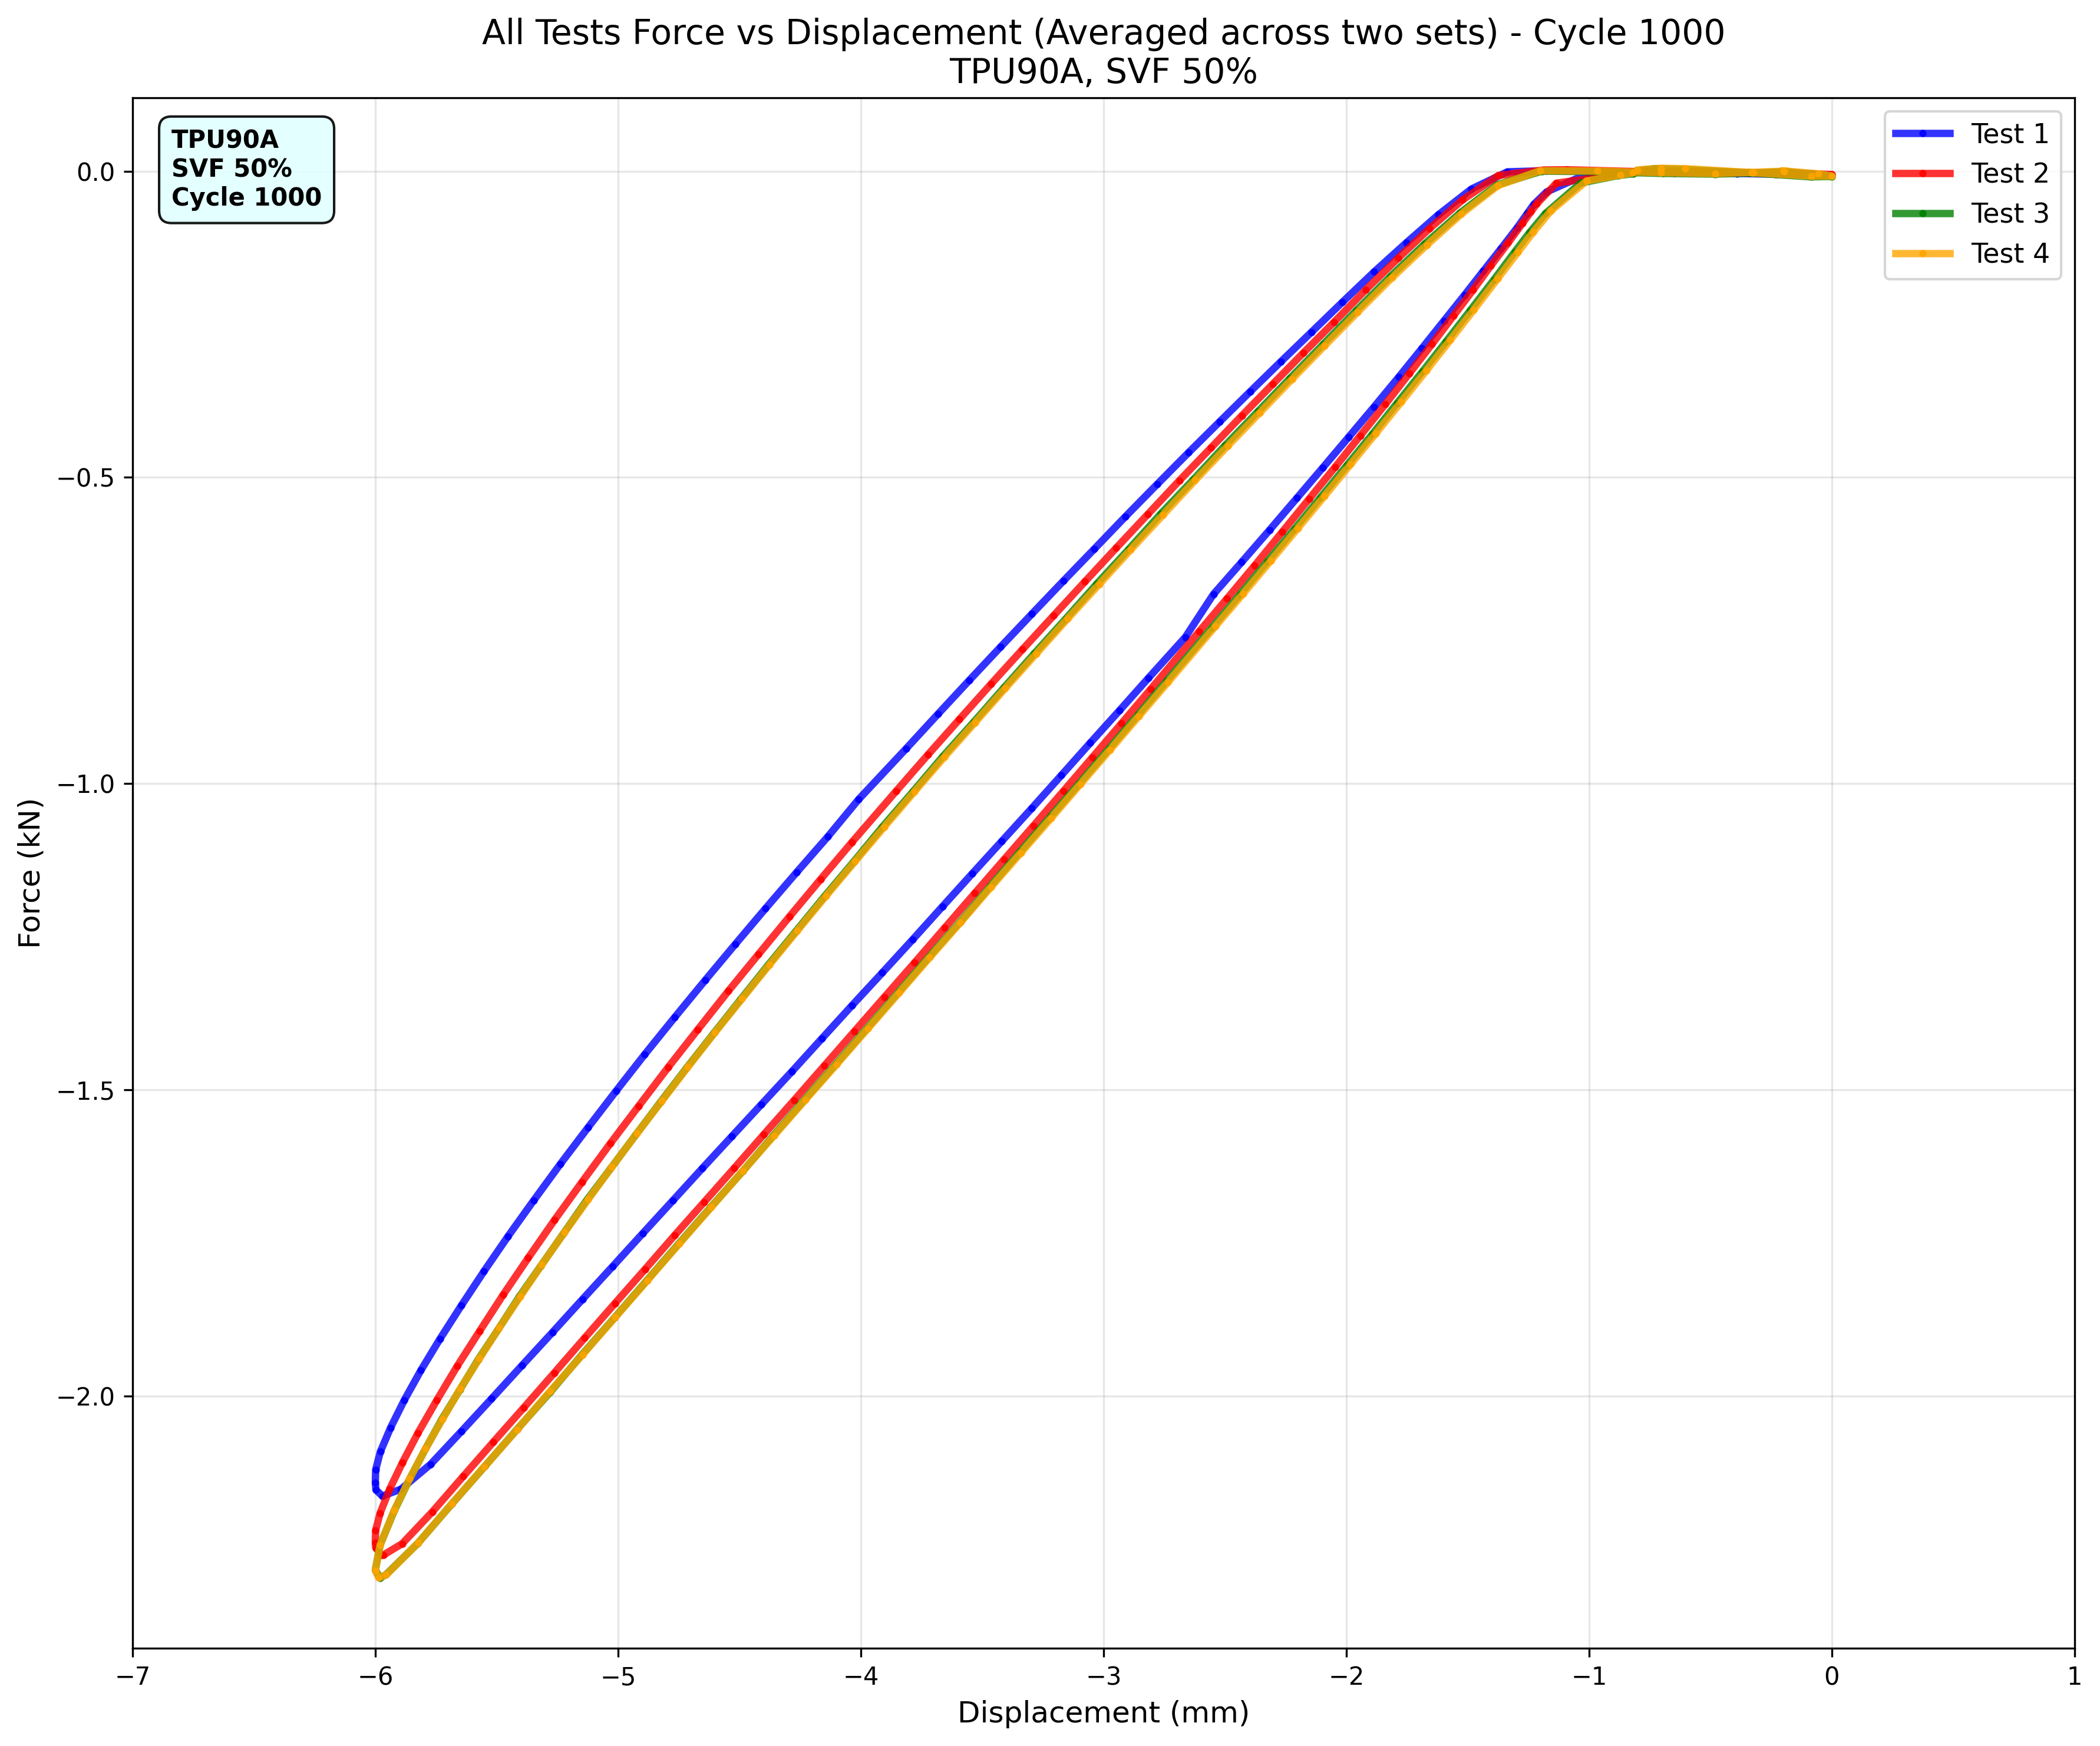 All Tests Force vs Displacement (Averaged across two sets) - Cycle 1000
TPU90A, SVF 50%
TPU90A
SVF 50%
Cycle 1000
Test 1
Test 2
Test 3
Test 4
0.0
−0.5
−1.0
−1.5
−2.0
Force (kN)
−7
−6
−5
−4
−3
−2
−1
0
1
Displacement (mm)